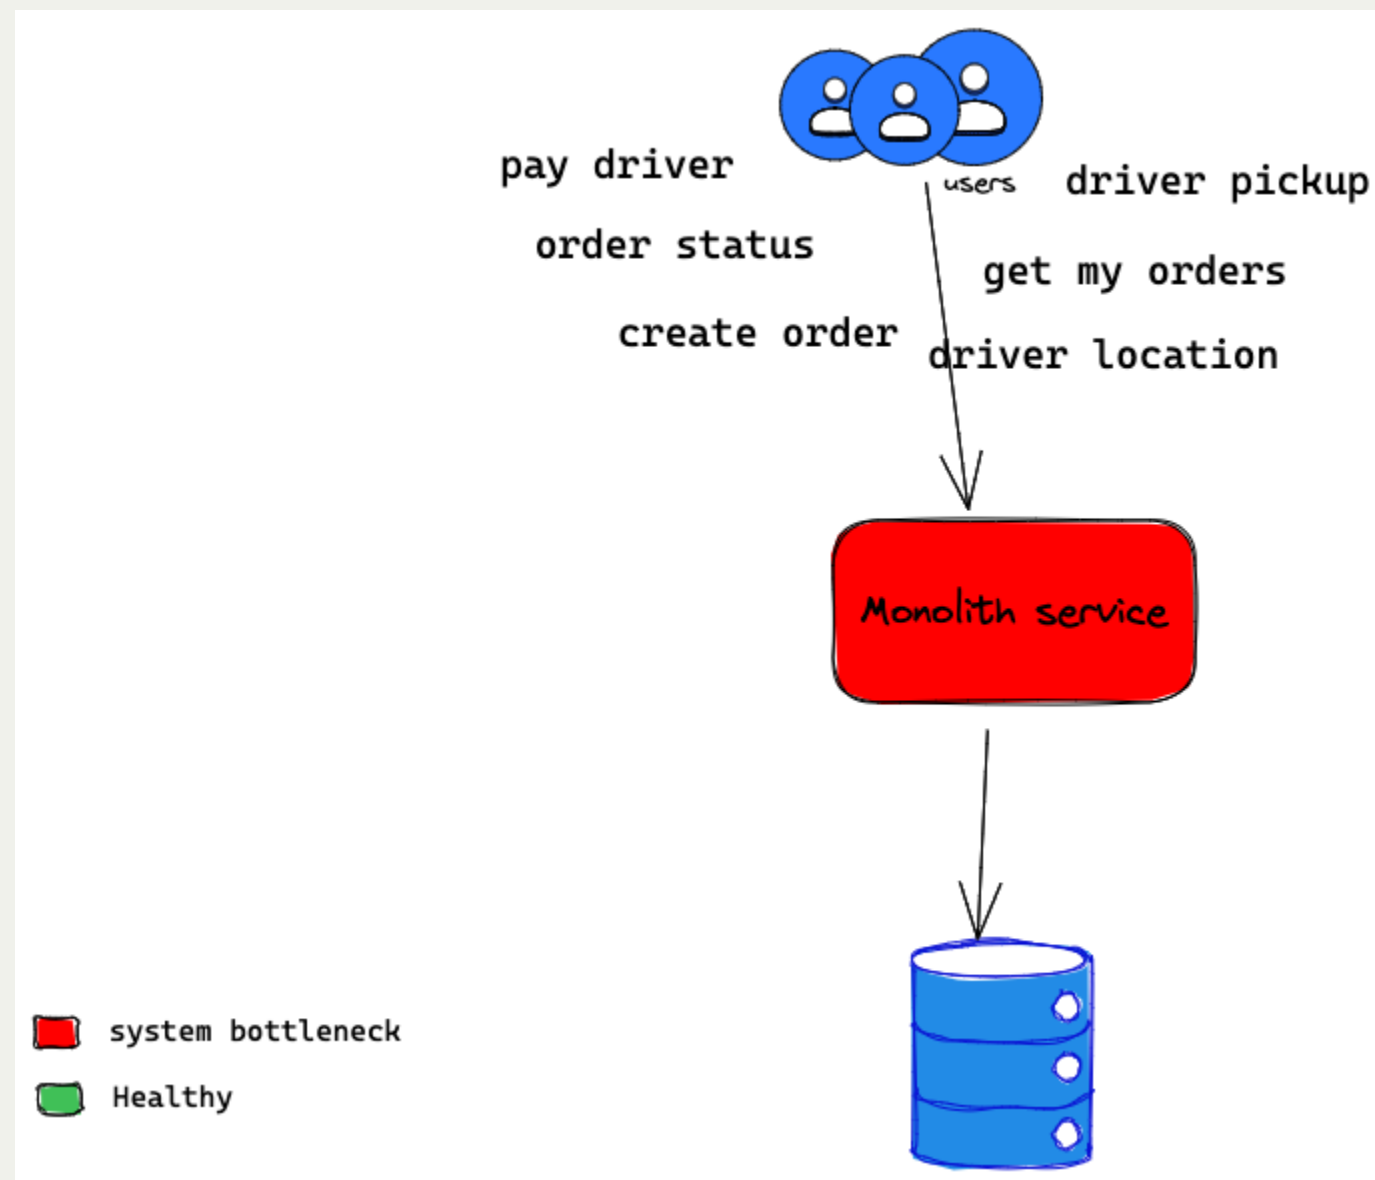 users
pay driver
driver pickup
order status
get my orders
create order
driver location
Monolith service
system bottleneck
Healthy